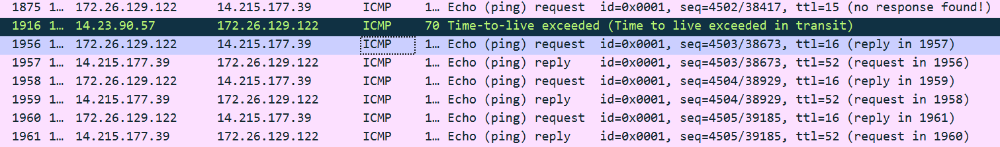 1875 1… 172.26.129.122 14.215.177.39 ICMP 1… Echo (ping) request id=0x0001, seq=4502/38417, ttl=15 (no response found!)
1916 1… 14.23.90.57 172.26.129.122 ICMP 70 Time-to-live exceeded (Time to live exceeded in transit)
1956 1… 172.26.129.122 14.215.177.39 ICMP 1… Echo (ping) request id=0x0001, seq=4503/38673, ttl=16 (reply in 1957)
1957 1… 14.215.177.39 172.26.129.122 ICMP 1… Echo (ping) reply id=0x0001, seq=4503/38673, ttl=52 (request in 1956)
1958 1… 172.26.129.122 14.215.177.39 ICMP 1… Echo (ping) request id=0x0001, seq=4504/38929, ttl=16 (reply in 1959)
1959 1… 14.215.177.39 172.26.129.122 ICMP 1… Echo (ping) reply id=0x0001, seq=4504/38929, ttl=52 (request in 1958)
1960 1… 172.26.129.122 14.215.177.39 ICMP 1… Echo (ping) request id=0x0001, seq=4505/39185, ttl=16 (reply in 1961)
1961 1… 14.215.177.39 172.26.129.122 ICMP 1… Echo (ping) reply id=0x0001, seq=4505/39185, ttl=52 (request in 1960)